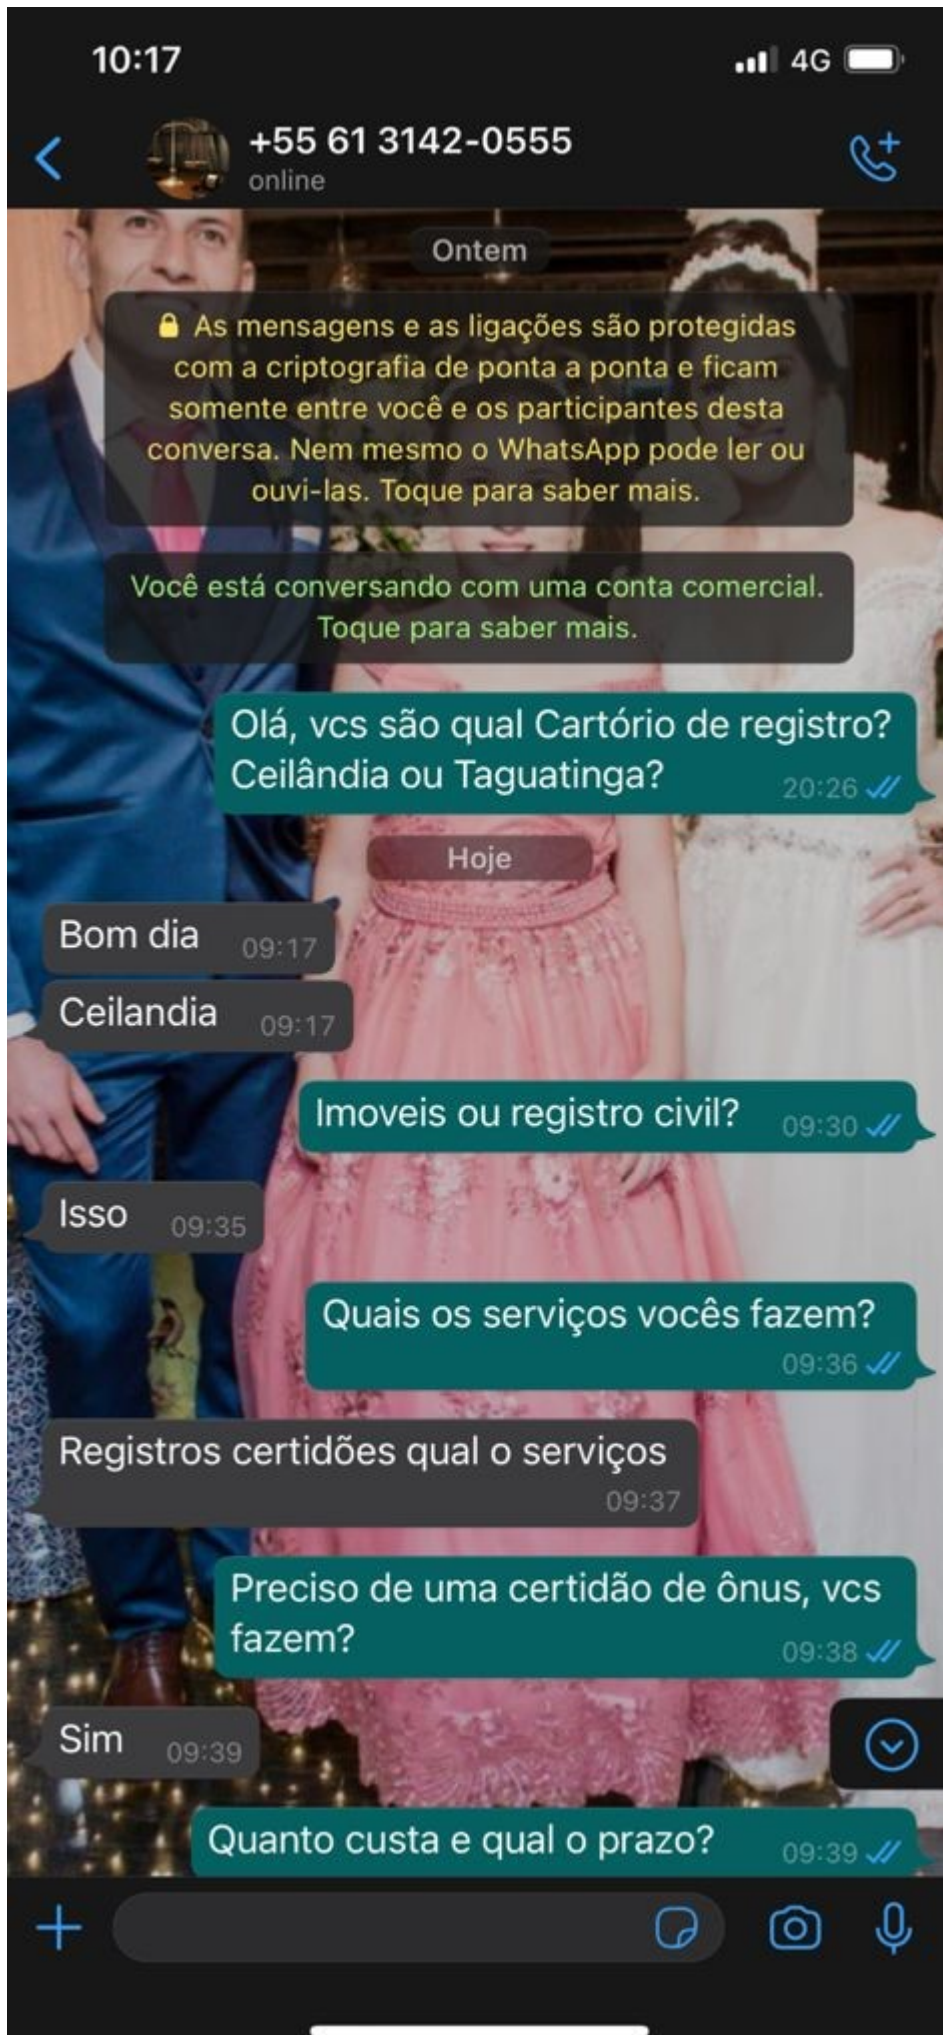 10:17
4G
+55 61 3142-0555
online
Ontem
As mensagens e as ligações são protegidas
com a criptografia de ponta a ponta e ficam
somente entre você e os participantes desta
conversa. Nem mesmo o WhatsApp pode ler ou
ouvi-las. Toque para saber mais.
Você está conversando com uma conta comercial.
Toque para saber mais.
Olá, vcs são qual Cartório de registro?
Ceilândia ou Taguatinga?
20:26
Hoje
Bom dia 09:17
Ceilandia 09:17
Imoveis ou registro civil? 09:30
Isso 09:35
Quais os serviços vocês fazem?
09:36
Registros certidões qual o serviços
09:37
Preciso de uma certidão de ônus, vcs
fazem? 09:38
Sim 09:39
Quanto custa e qual o prazo? 09:39